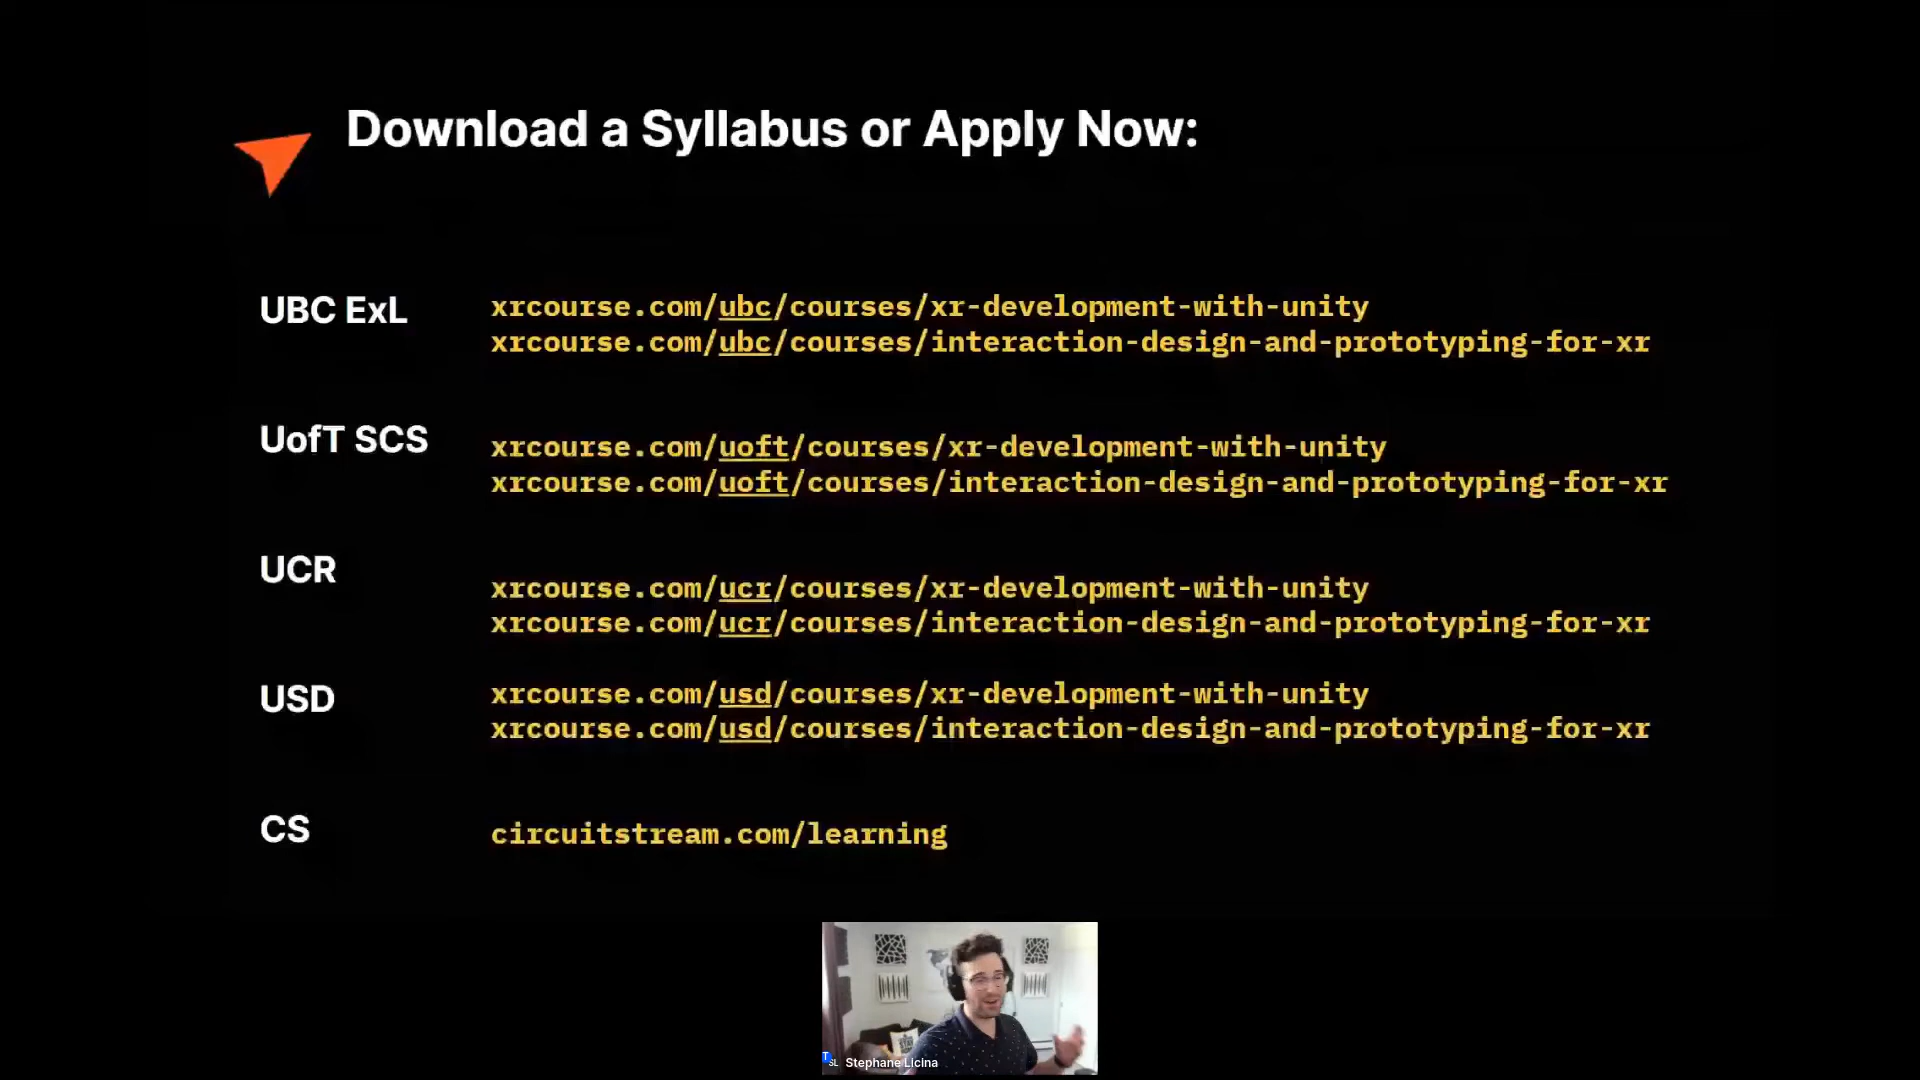 Download a Syllabus or Apply Now:
UBC ExL
xrcourse.com/ubc/courses/xr-development-with-unity
xrcourse.com/ubc/courses/interaction-design-and-prototyping-for-xr
UofT SCS
xrcourse.com/uoft/courses/xr-development-with-unity
xrcourse.com/uoft/courses/interaction-design-and-prototyping-for-xr
UCR
xrcourse.com/ucr/courses/xr-development-with-unity
xrcourse.com/ucr/courses/interaction-design-and-prototyping-for-xr
USD
xrcourse.com/usd/courses/xr-development-with-unity
xrcourse.com/usd/courses/interaction-design-and-prototyping-for-xr
CS
circuitstream.com/learning
T SL Stephane Licina